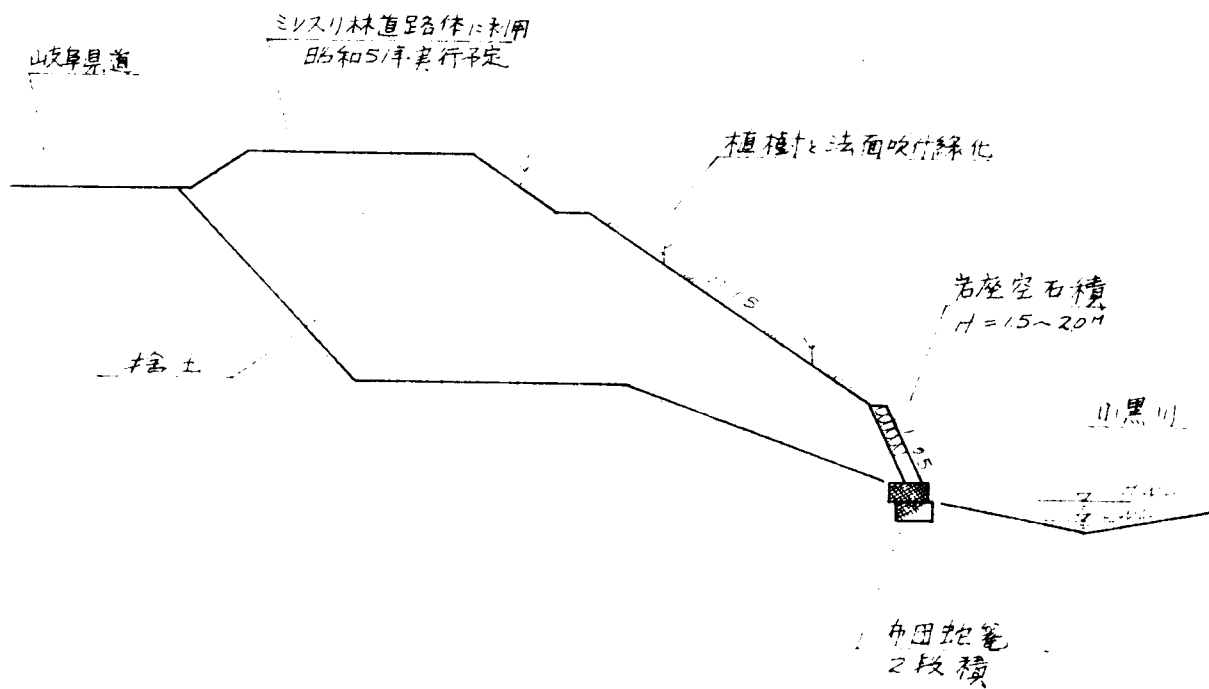 ミソスリ林道路体に利用
昭和51年実行予定
岐阜県道
植樹と法面吹付緑化
1:1.5
岩座空石積
H=1.5~2.0M
捨土
小黒川
1:0.5
布団蛇篭
2段積